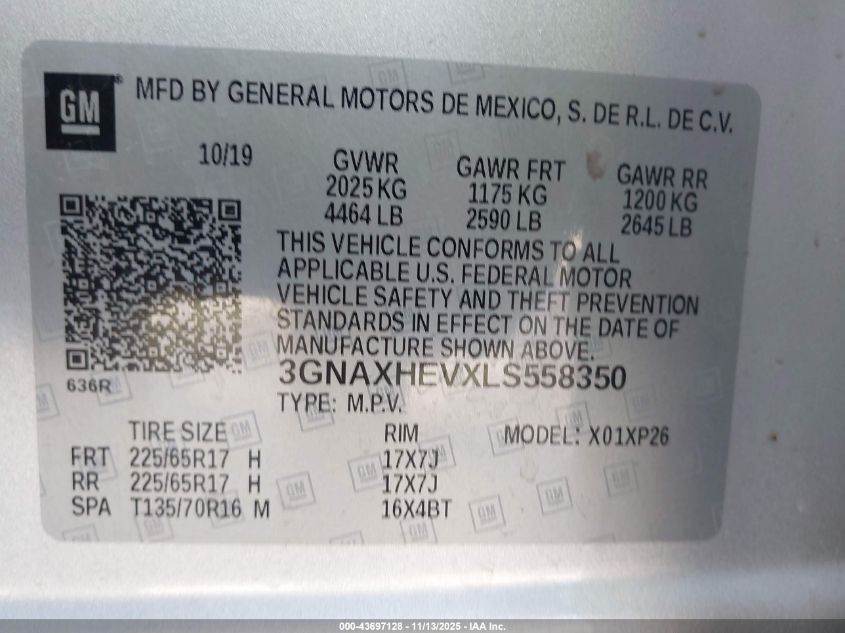 GM ® MFD BY GENERAL MOTORS DE MEXICO, S. DE R.L. DE C.V.
10/19 GVWR GAWR FRT GAWR RR
2025 KG 1175 KG 1200 KG
4464 LB 2590 LB 2645 LB
THIS VEHICLE CONFORMS TO ALL
APPLICABLE U.S. FEDERAL MOTOR
VEHICLE SAFETY AND THEFT PREVENTION
STANDARDS IN EFFECT ON THE DATE OF
MANUFACTURE SHOWN ABOVE.
636R 3GNAXHEVXLS558350
TYPE: M.P.V.
TIRE SIZE RIM MODEL: X01XP26
FRT 225/65R17 H 17X7J
RR 225/65R17 H 17X7J
SPA T135/70R16 M 16X4BT
000-43697128 - 11/13/2025 - IAA Inc.